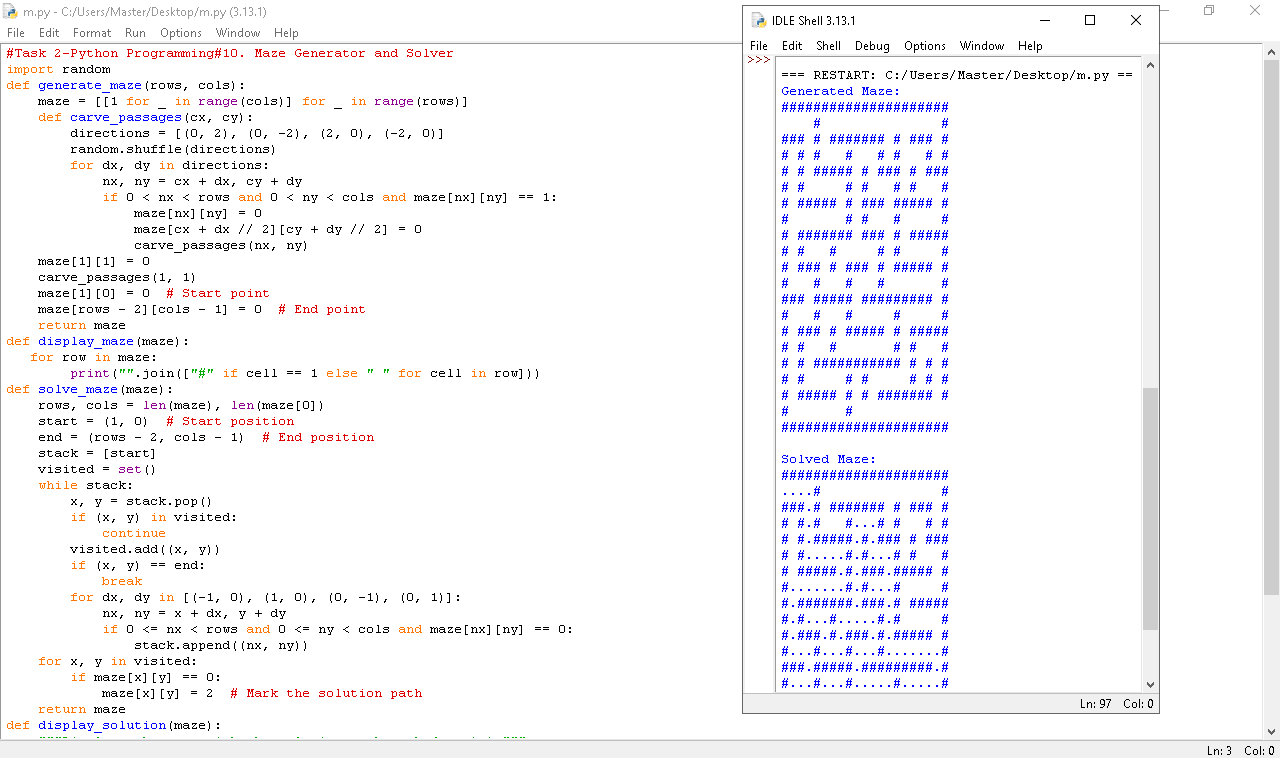 m.py - C:/Users/Master/Desktop/m.py (3.13.1)
File Edit Format Run Options Window Help
#Task 2-Python Programming#10. Maze Generator and Solver
import random
def generate_maze(rows, cols):
    maze = [[1 for _ in range(cols)] for _ in range(rows)]
    def carve_passages(cx, cy):
        directions = [(0, 2), (0, -2), (2, 0), (-2, 0)]
        random.shuffle(directions)
        for dx, dy in directions:
            nx, ny = cx + dx, cy + dy
            if 0 < nx < rows and 0 < ny < cols and maze[nx][ny] == 1:
                maze[nx][ny] = 0
                maze[cx + dx // 2][cy + dy // 2] = 0
                carve_passages(nx, ny)
    maze[1][1] = 0
    carve_passages(1, 1)
    maze[1][0] = 0  # Start point
    maze[rows - 2][cols - 1] = 0  # End point
    return maze
def display_maze(maze):
   for row in maze:
        print("".join(["#" if cell == 1 else " " for cell in row]))
def solve_maze(maze):
    rows, cols = len(maze), len(maze[0])
    start = (1, 0)  # Start position
    end = (rows - 2, cols - 1)  # End position
    stack = [start]
    visited = set()
    while stack:
        x, y = stack.pop()
        if (x, y) in visited:
            continue
        visited.add((x, y))
        if (x, y) == end:
            break
        for dx, dy in [(-1, 0), (1, 0), (0, -1), (0, 1)]:
            nx, ny = x + dx, y + dy
            if 0 <= nx < rows and 0 <= ny < cols and maze[nx][ny] == 0:
                stack.append((nx, ny))
    for x, y in visited:
        if maze[x][y] == 0:
            maze[x][y] = 2  # Mark the solution path
    return maze
def display_solution(maze):
Ln: 3 Col: 0
IDLE Shell 3.13.1
File Edit Shell Debug Options Window Help
>>>
=== RESTART: C:/Users/Master/Desktop/m.py ==
Generated Maze:
#####################
    #               #
### # ####### # ### #
# # #   #   # #   # #
# # ##### # ### # ###
# #     # #   # #   #
# ##### # ### ##### #
#       # #   #     #
# ####### ### # #####
# #   #     # #     #
# ### # ### # ##### #
#   #   #   #       #
### ##### ######### #
#   #   #     #     #
# ### # ##### # #####
# #   #     # #     #
# # ########### # # #
# #     # #     # # #
# ##### # # ####### #
#       #
#####################

Solved Maze:
#####################
....#               #
###.# ####### # ### #
# #.#   #...# #   # #
# #.#####.#.### # ###
# #.....#.#...# #   #
# #####.#.###.##### #
#.......#.#...#     #
#.#######.###.# #####
#.#...#.....#.#     #
#.###.#.###.#.##### #
#...#...#...#.......#
###.#####.#########.#
#...#...#.....#.....#
Ln: 97 Col: 0